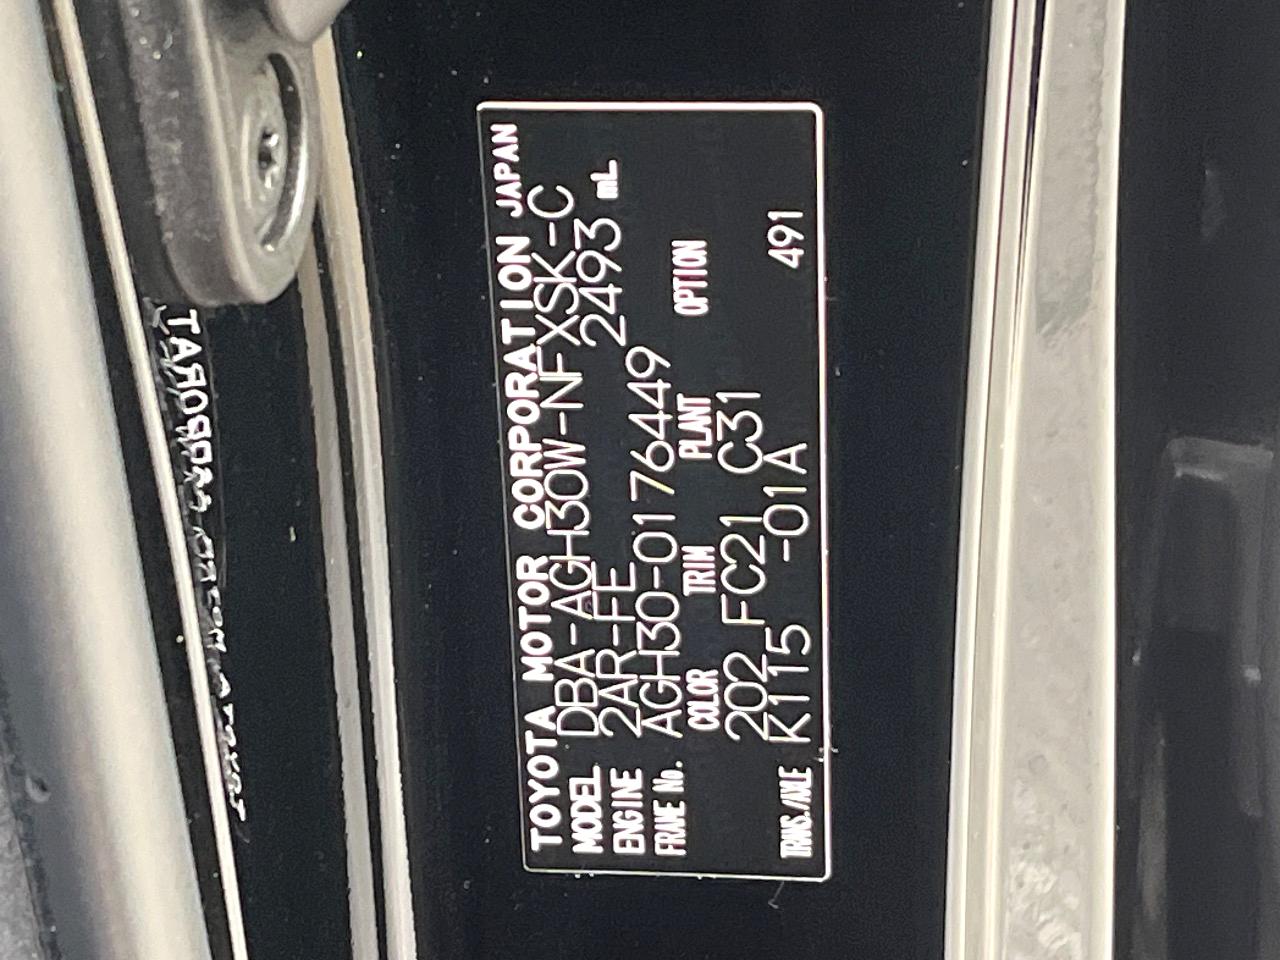 TOYOTA MOTOR CORPORATION JAPAN
MODEL DBA-AGH30W-NFXSK-C
ENGINE 2AR-FE 2493 mL
FRAME No. AGH30-0176449
COLOR TRIM PLANT OPTION
202 FC21 C31
TRANS./AXLE K115 -01A 491